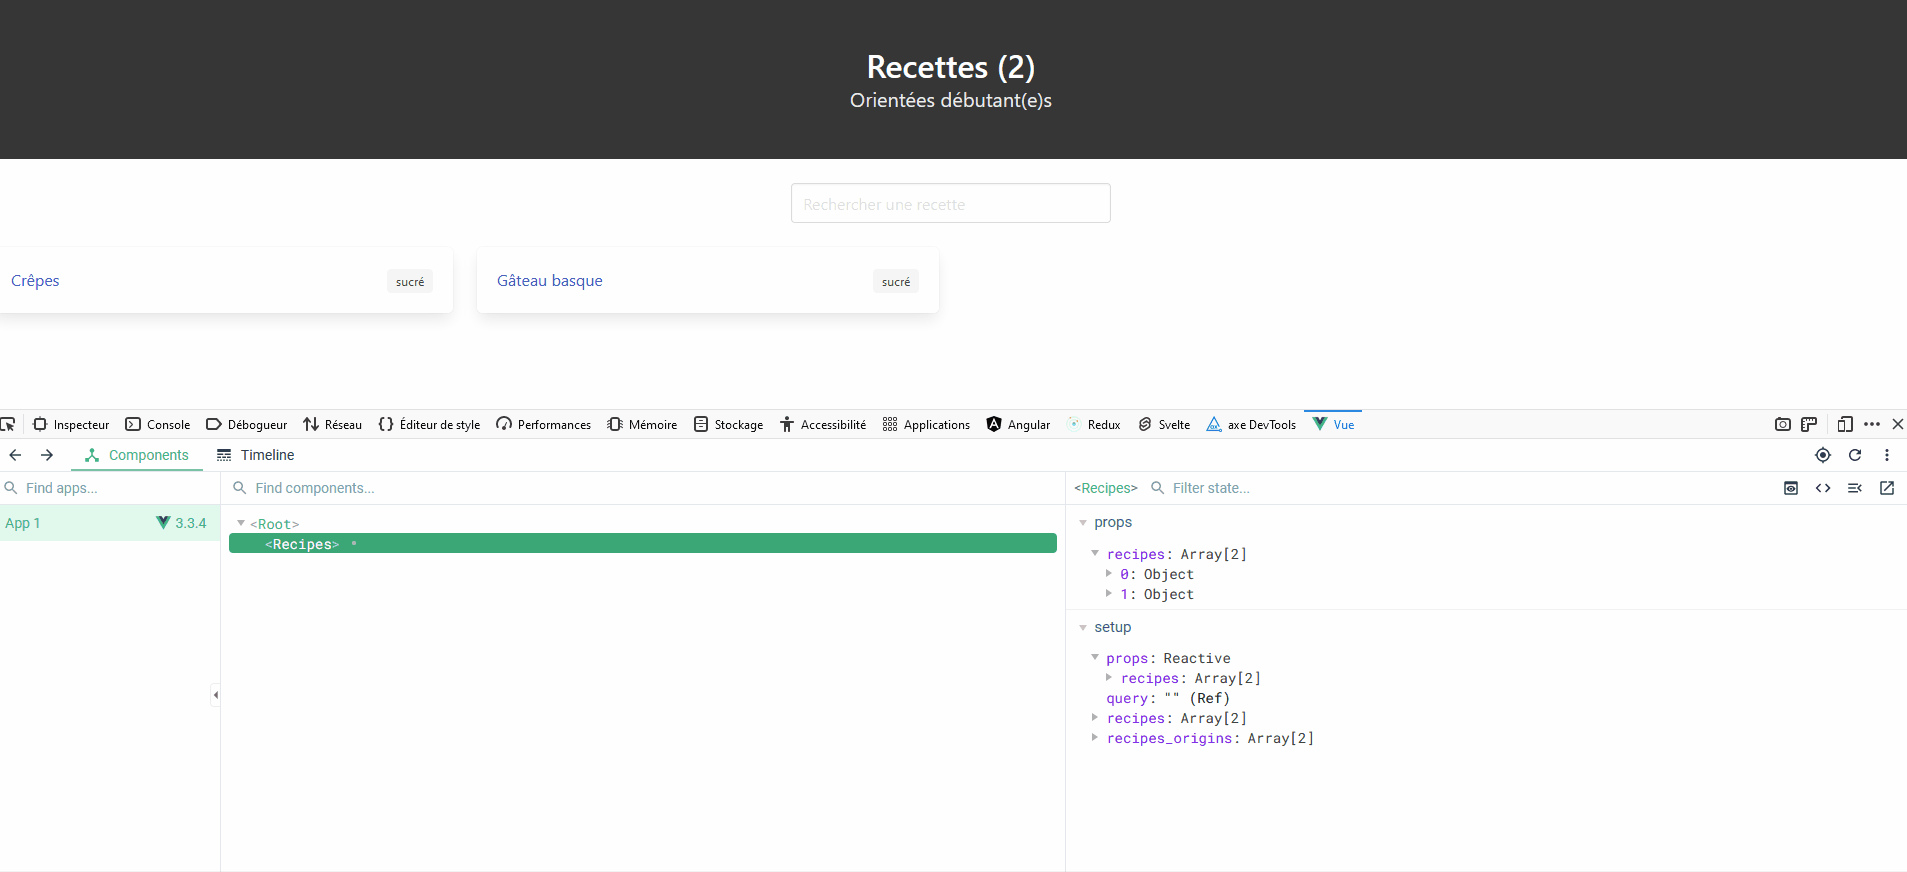 Recettes (2)
Orientées débutant(e)s
Rechercher une recette
Crêpes sucré Gâteau basque sucré
Inspecteur Console Débogueur Réseau Éditeur de style Performances Mémoire Stockage Accessibilité Applications Angular Redux Svelte axe DevTools Vue
Components Timeline
Find apps... Find components... <Recipes> Filter state...
App 1 3.3.4
<Root>
<Recipes>
props
recipes: Array[2]
0: Object
1: Object
setup
props: Reactive
recipes: Array[2]
query: "" (Ref)
recipes: Array[2]
recipes_origins: Array[2]